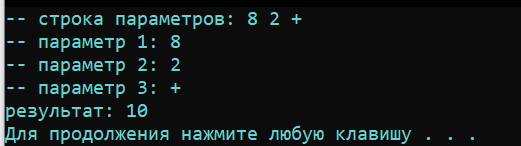 -- строка параметров: 8 2 +
-- параметр 1: 8
-- параметр 2: 2
-- параметр 3: +
результат: 10
Для продолжения нажмите любую клавишу . . .